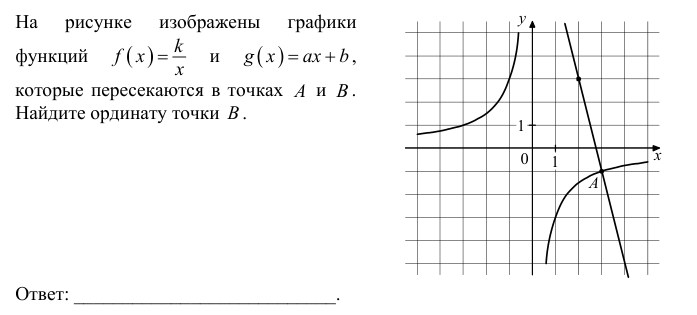 На рисунке изображены графики
функций f(x)=k/x и g(x)=ax+b,
которые пересекаются в точках A и B.
Найдите ординату точки B.
y
1
0
1
x
A
Ответ: ___________________________.